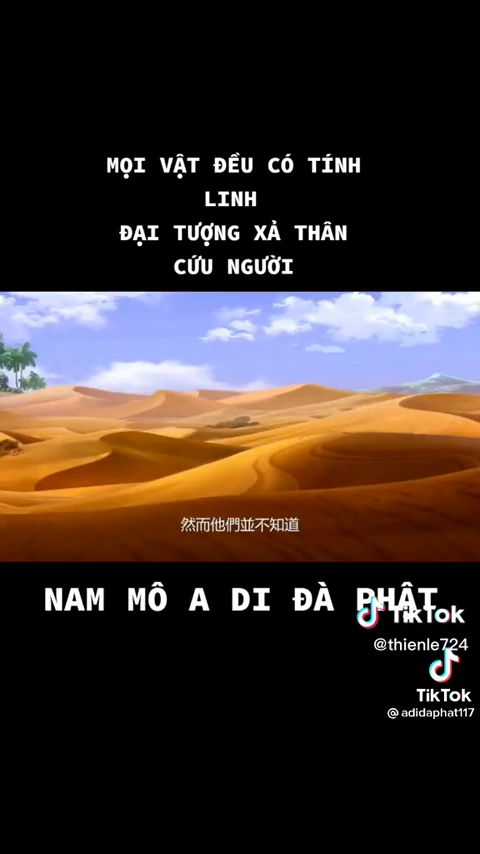 MỌI VẬT ĐỀU CÓ TÍNH
LINH
ĐẠI TƯỢNG XẢ THÂN
CỨU NGƯỜI
然而他們並不知道
NAM MÔ A DI ĐÀ PHẬT
TikTok
@thienle724
TikTok
@adidaphat117